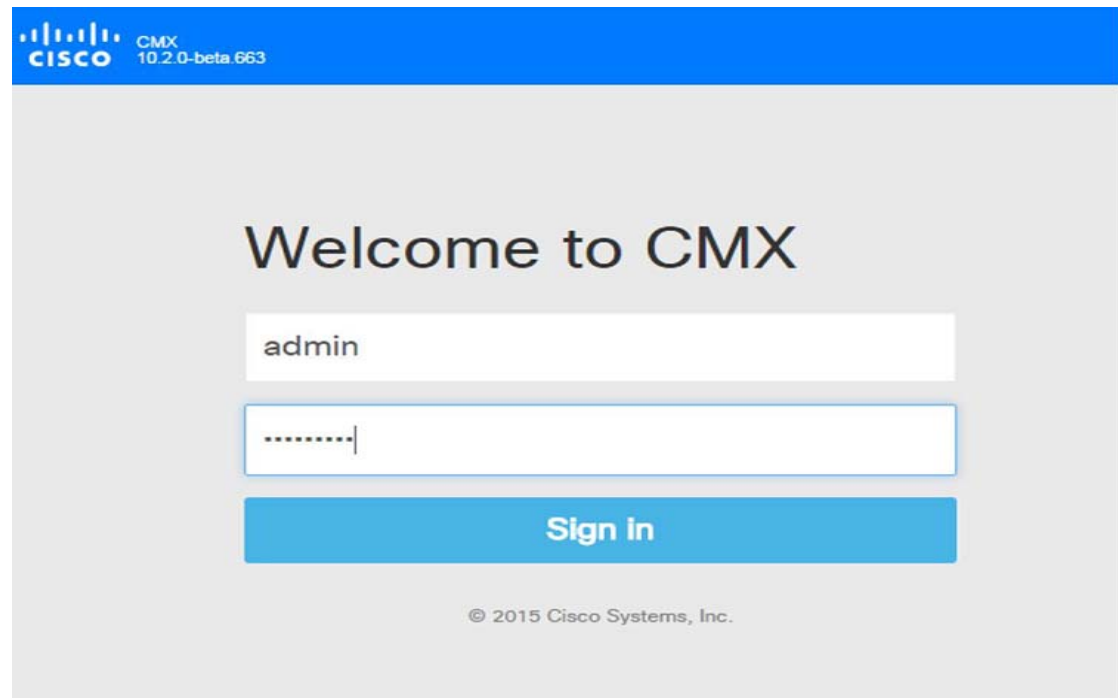 CISCO
CMX
10.2.0-beta.663
Welcome to CMX
admin
Sign in
© 2015 Cisco Systems, Inc.